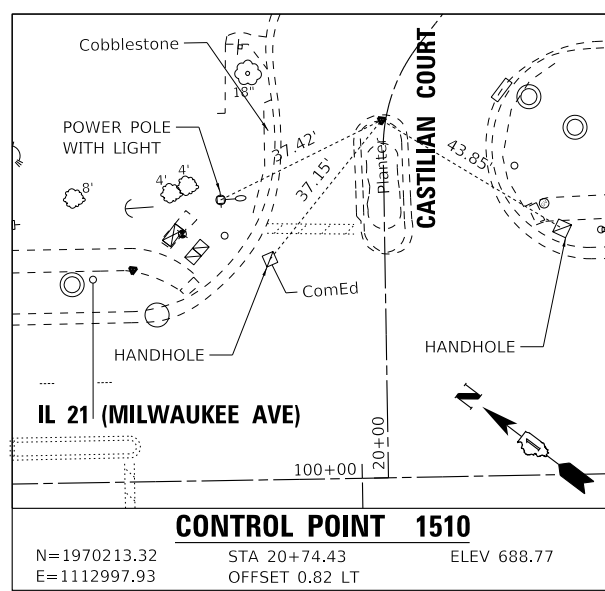 Cobblestone
18"
POWER POLE
WITH LIGHT
37.42'
37.15'
43.85'
CASTILIAN COURT
Planter
8'
4'
4'
ComEd
HANDHOLE
HANDHOLE
IL 21 (MILWAUKEE AVE)
N
100+00
20+00
CONTROL POINT 1510
N=1970213.32
STA 20+74.43
ELEV 688.77
E=1112997.93
OFFSET 0.82 LT